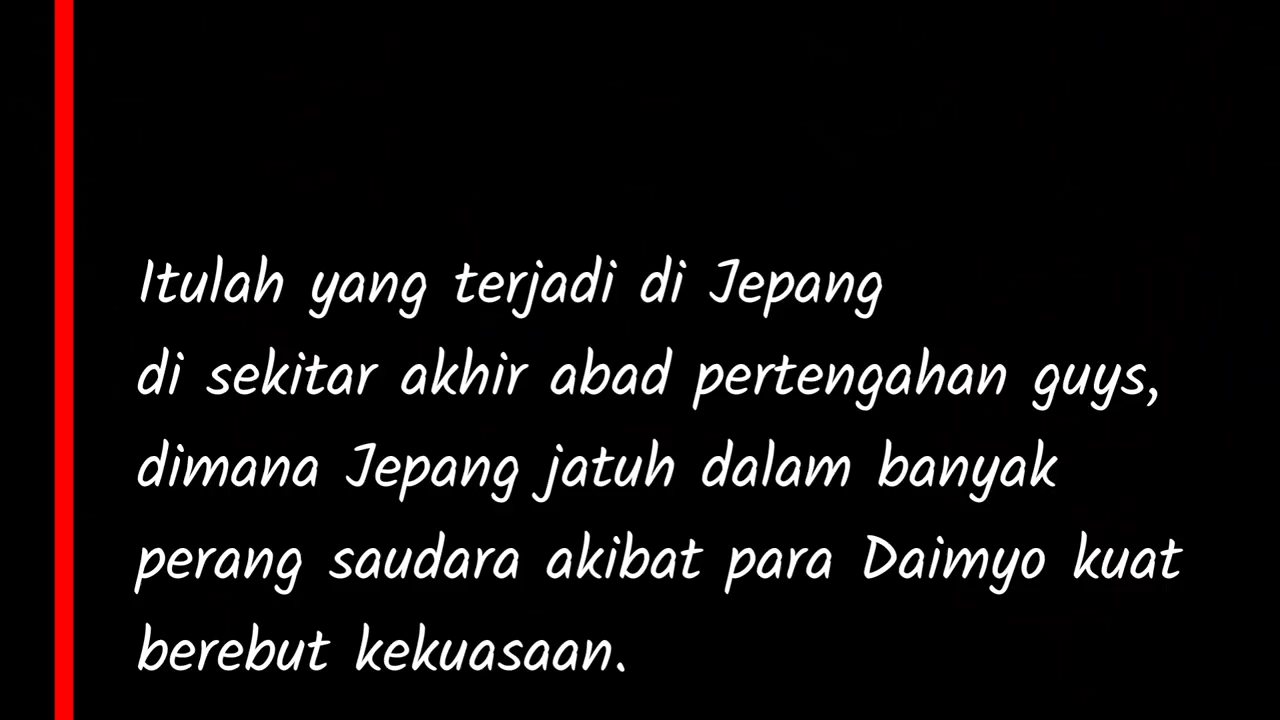 Itulah yang terjadi di Jepang
di sekitar akhir abad pertengahan guys,
dimana Jepang jatuh dalam banyak
perang saudara akibat para Daimyo kuat
berebut kekuasaan.